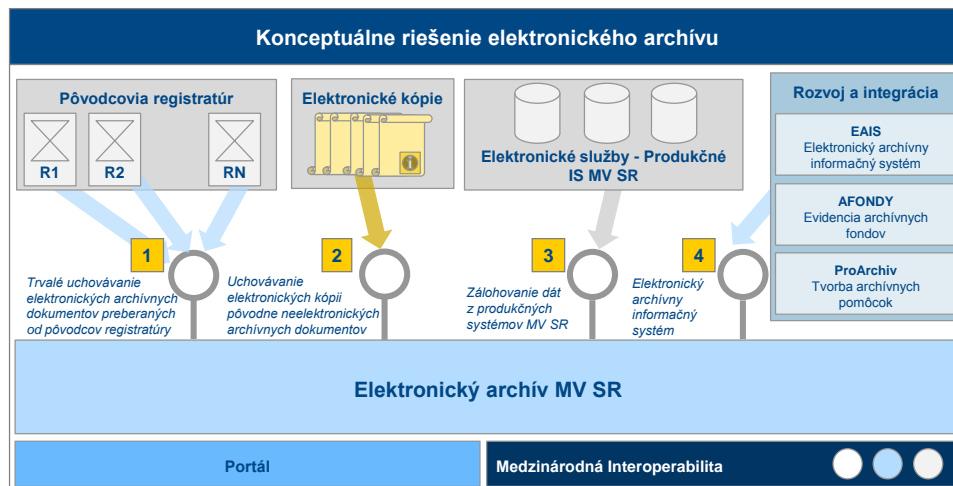 Konceptuálne riešenie elektronického archívu
Pôvodcovia registratúr
R1
R2
RN
Elektronické kópie
Elektronické služby - Produkčné
IS MV SR
Rozvoj a integrácia
EAIS
Elektronický archívny
informačný systém
AFONDY
Evidencia archívnych
fondov
ProArchiv
Tvorba archívnych
pomôcok
1
Trvalé uchovávanie
elektronických archívnych
dokumentov preberaných
od pôvodcov registratúry
2
Uchovávanie
elektronických kópii
pôvodne neelektronických
archívnych dokumentov
3
Zálohovanie dát
z produkčných
systémov MV SR
4
Elektronický
archívny
informačný
systém
Elektronický archív MV SR
Portál
Medzinárodná Interoperabilita